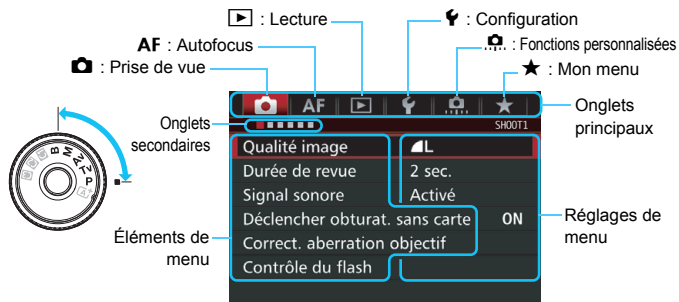 ▶ : Lecture
: Configuration
AF : Autofocus
: Fonctions personnalisées
: Prise de vue
★ : Mon menu
AF
★
Onglets principaux
Onglets secondaires
SHOOT1
Qualité image L
Durée de revue 2 sec.
Signal sonore Activé
Déclencher obturat. sans carte ON
Correct. aberration objectif
Contrôle du flash
Éléments de menu
Réglages de menu
B
M
Av
Tv
P
A+